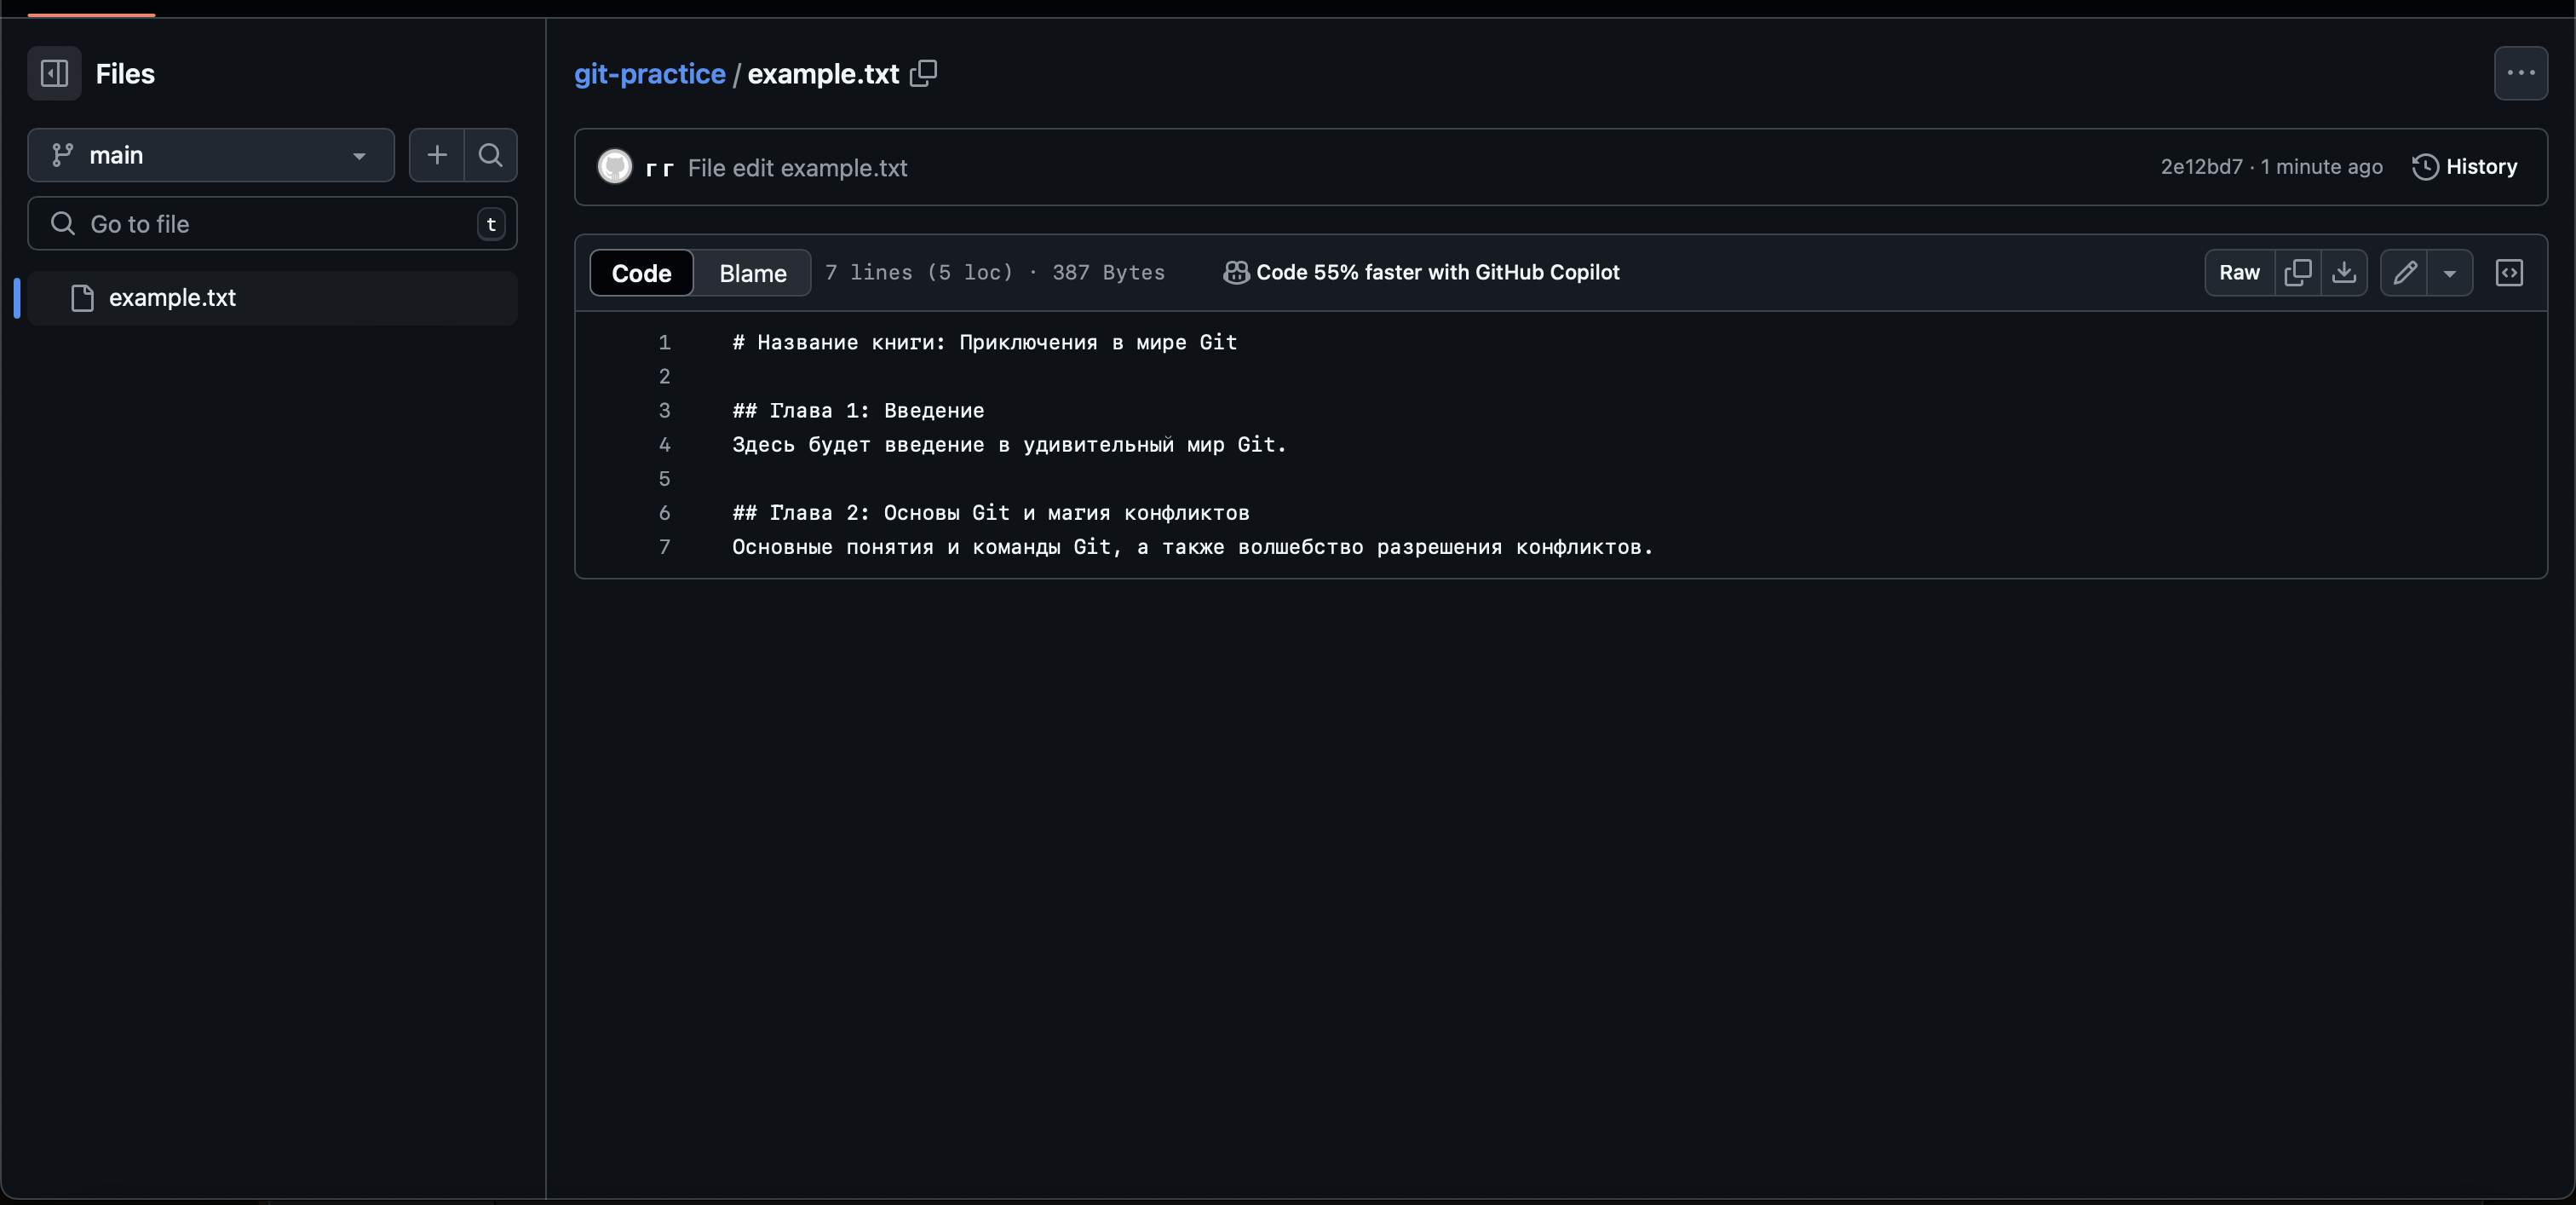 Files
main
Go to file
t
example.txt
git-practice / example.txt
г г File edit example.txt
2e12bd7 · 1 minute ago
History
Code Blame 7 lines (5 loc) · 387 Bytes
Code 55% faster with GitHub Copilot
Raw
1 # Название книги: Приключения в мире Git
2
3 ## Глава 1: Введение
4 Здесь будет введение в удивительный мир Git.
5
6 ## Глава 2: Основы Git и магия конфликтов
7 Основные понятия и команды Git, а также волшебство разрешения конфликтов.